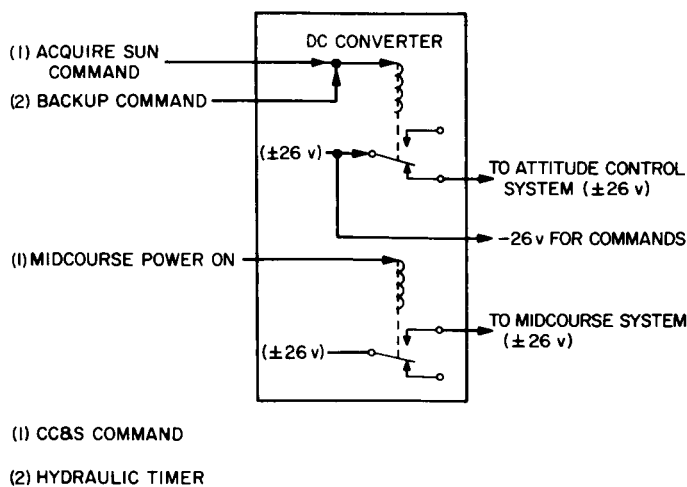 DC CONVERTER
(1) ACQUIRE SUN
COMMAND
(2) BACKUP COMMAND
(±26 v)
TO ATTITUDE CONTROL
SYSTEM (±26 v)
-26v FOR COMMANDS
(1) MIDCOURSE POWER ON
TO MIDCOURSE SYSTEM
(±26 v)
(±26 v)
(1) CC&S COMMAND
(2) HYDRAULIC TIMER